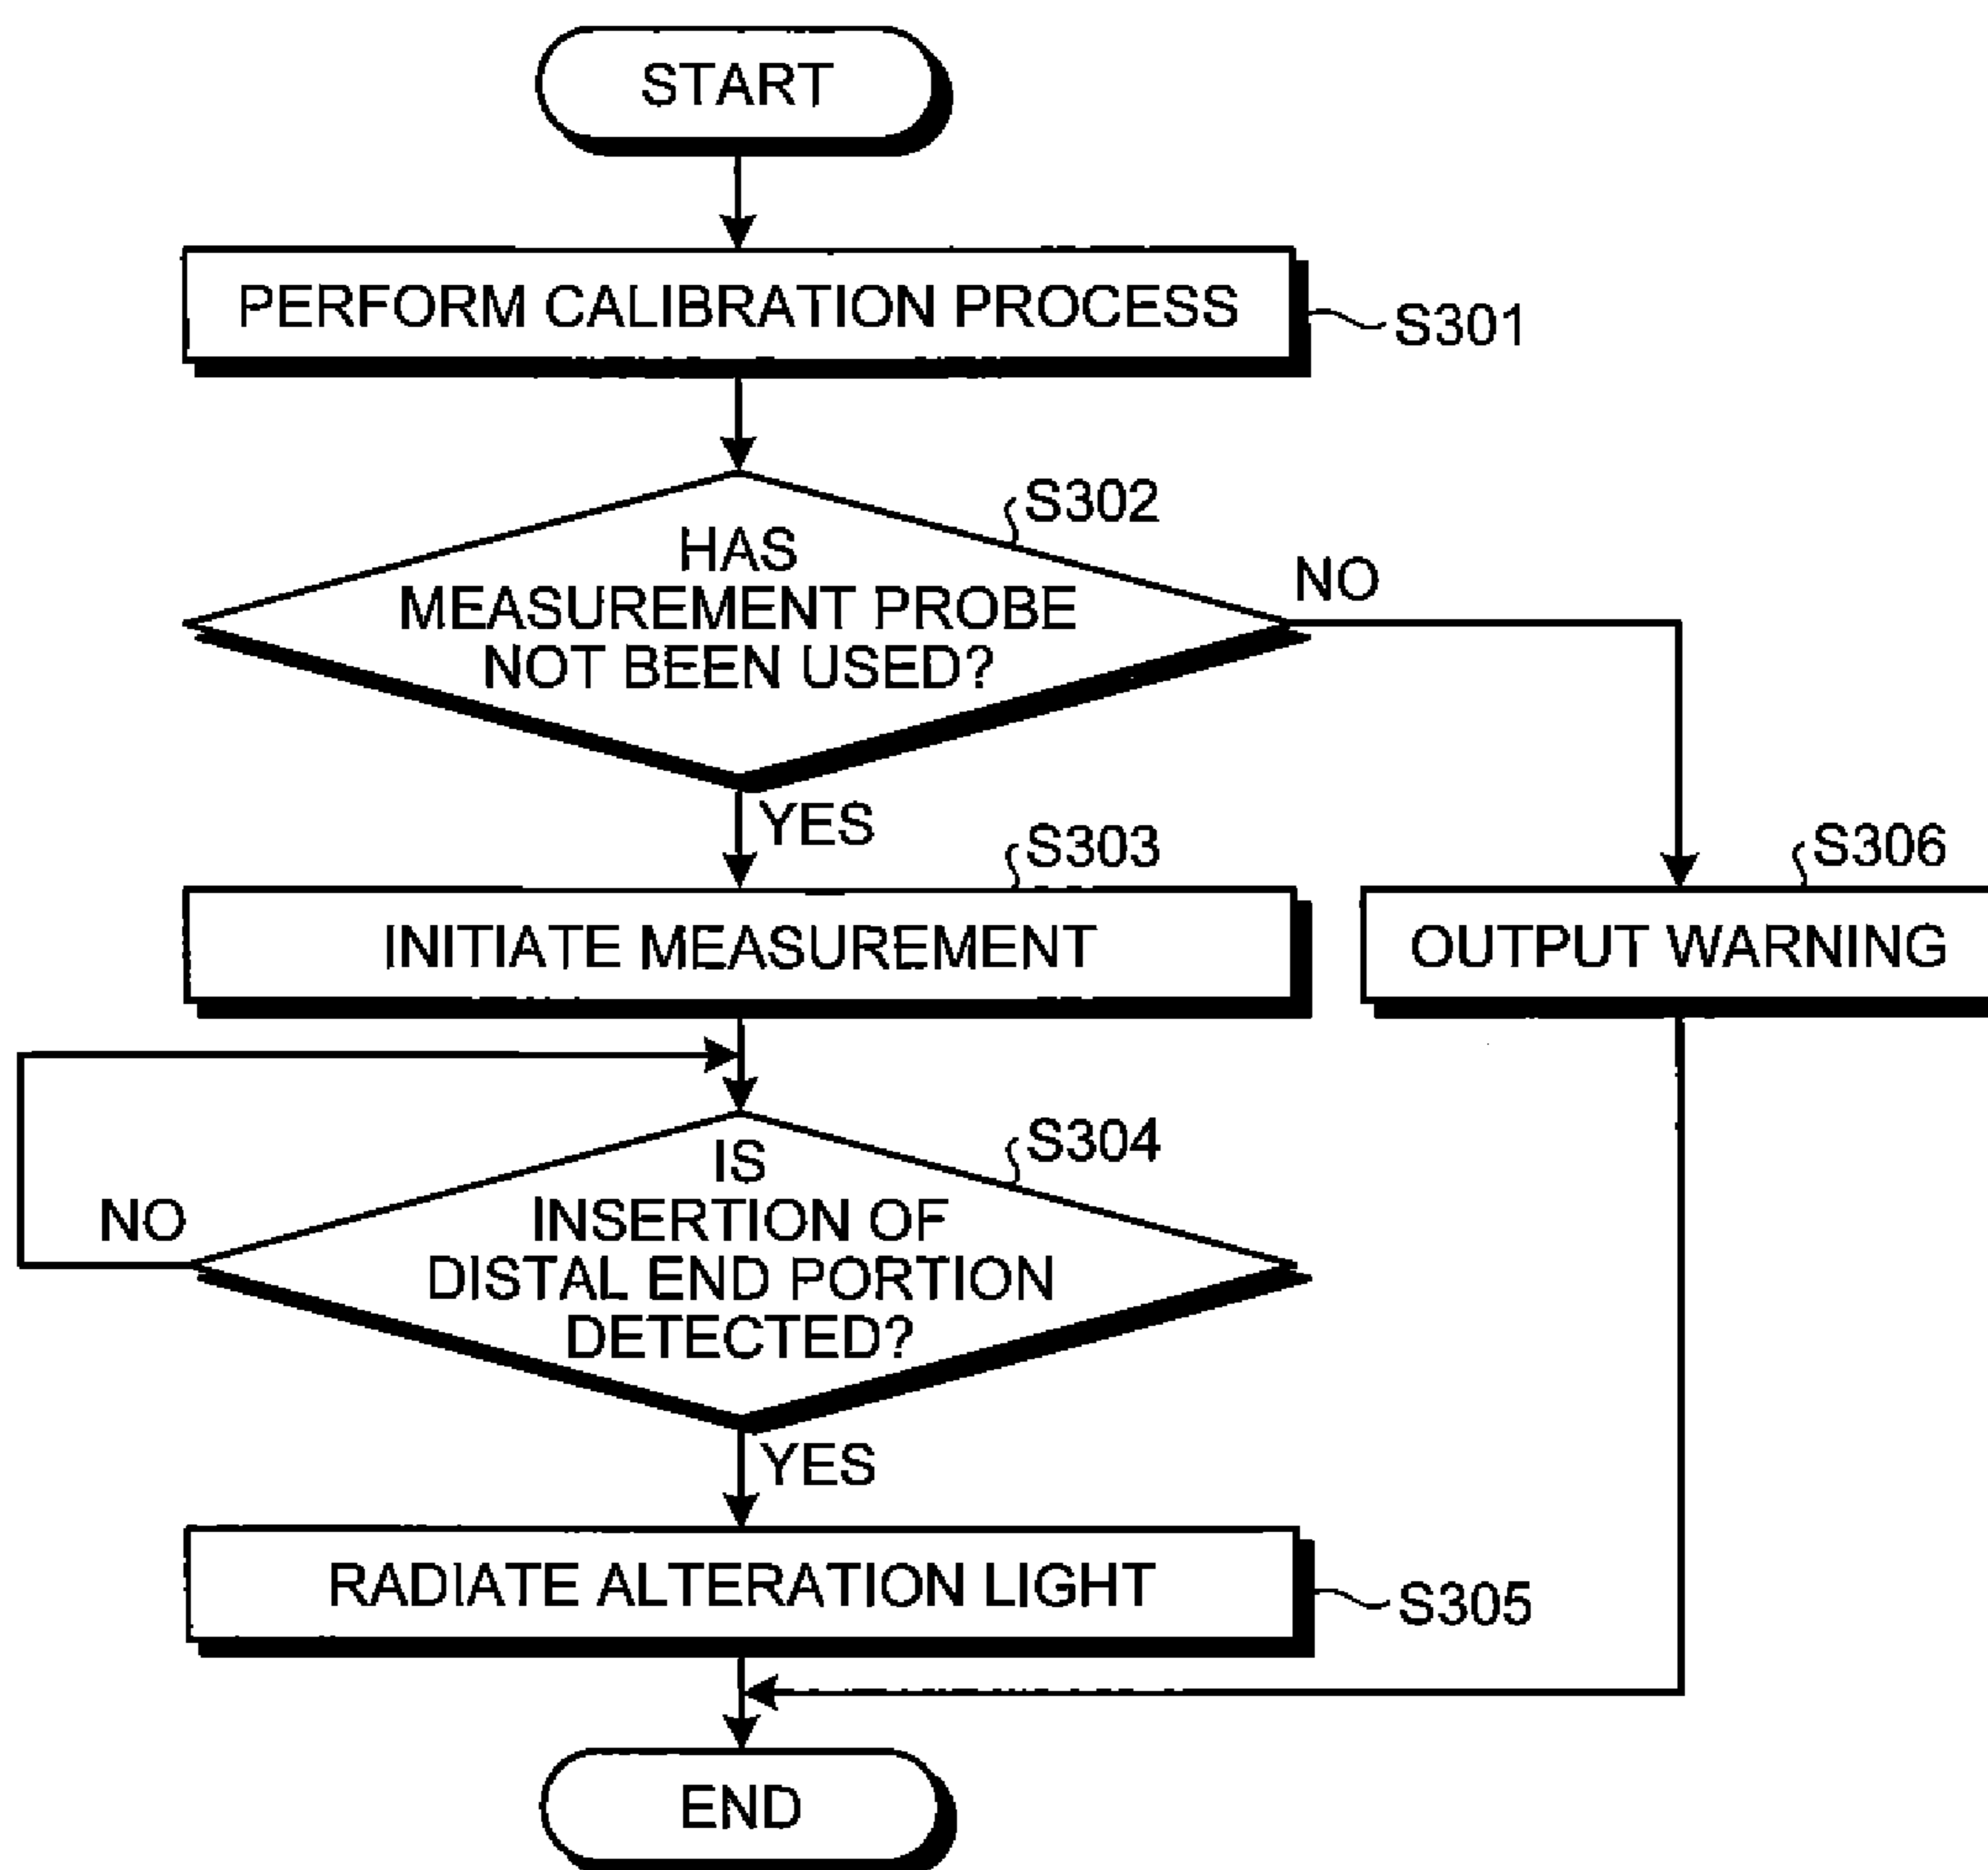 START
PERFORM CALIBRATION PROCESS
S301
S302
HAS
MEASUREMENT PROBE
NOT BEEN USED?
NO
YES
S303
INITIATE MEASUREMENT
S306
OUTPUT WARNING
S304
IS
INSERTION OF
DISTAL END PORTION
DETECTED?
NO
YES
RADIATE ALTERATION LIGHT
S305
END